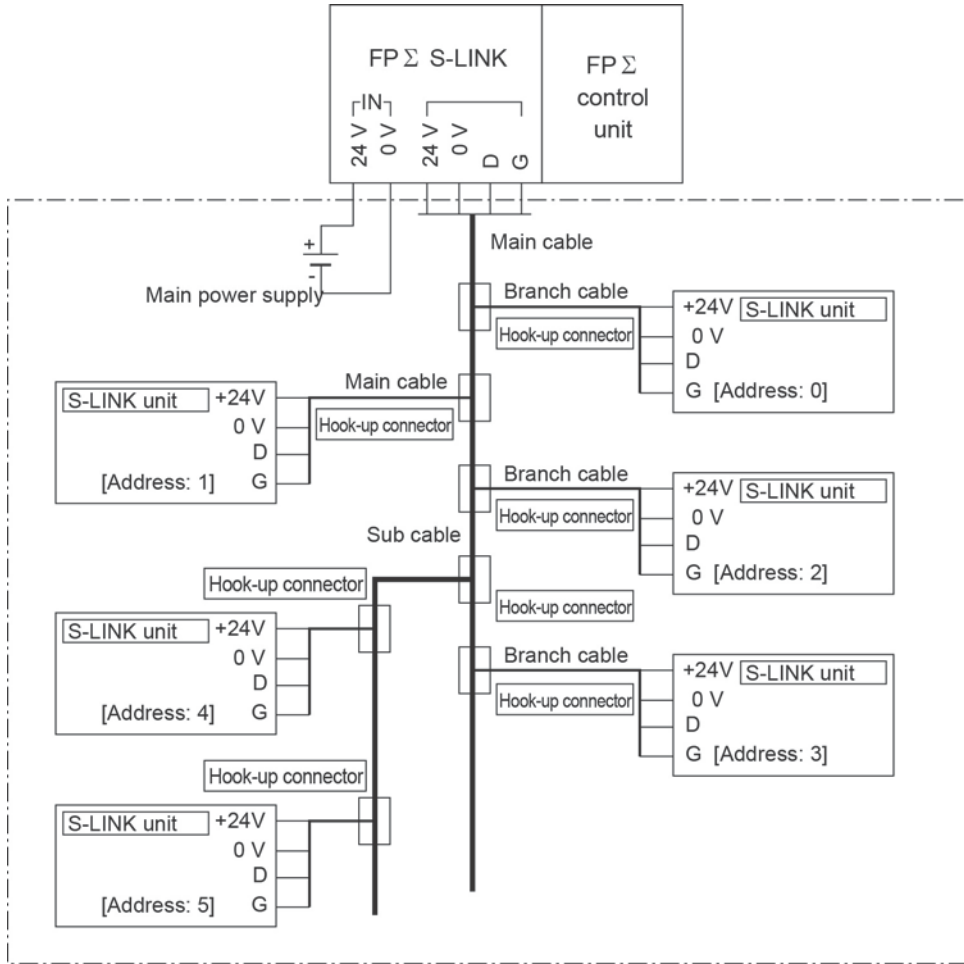 FPΣ S-LINK
FPΣ
control
unit
IN
24 V
0 V
24 V
0 V
D
G
Main cable
+
-
Main power supply
Branch cable
Hook-up connector
+24V S-LINK unit
0 V
D
G [Address: 0]
Main cable
Hook-up connector
S-LINK unit +24V
0 V
D
[Address: 1] G
Branch cable
Hook-up connector
+24V S-LINK unit
0 V
D
G [Address: 2]
Sub cable
Hook-up connector
Hook-up connector
S-LINK unit +24V
0 V
D
[Address: 4] G
Branch cable
Hook-up connector
+24V S-LINK unit
0 V
D
G [Address: 3]
Hook-up connector
S-LINK unit +24V
0 V
D
[Address: 5] G